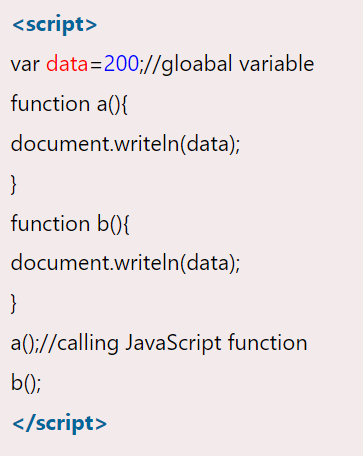 <script>
var data=200;//gloabal variable
function a(){
document.writeln(data);
}
function b(){
document.writeln(data);
}
a();//calling JavaScript function
b();
</script>